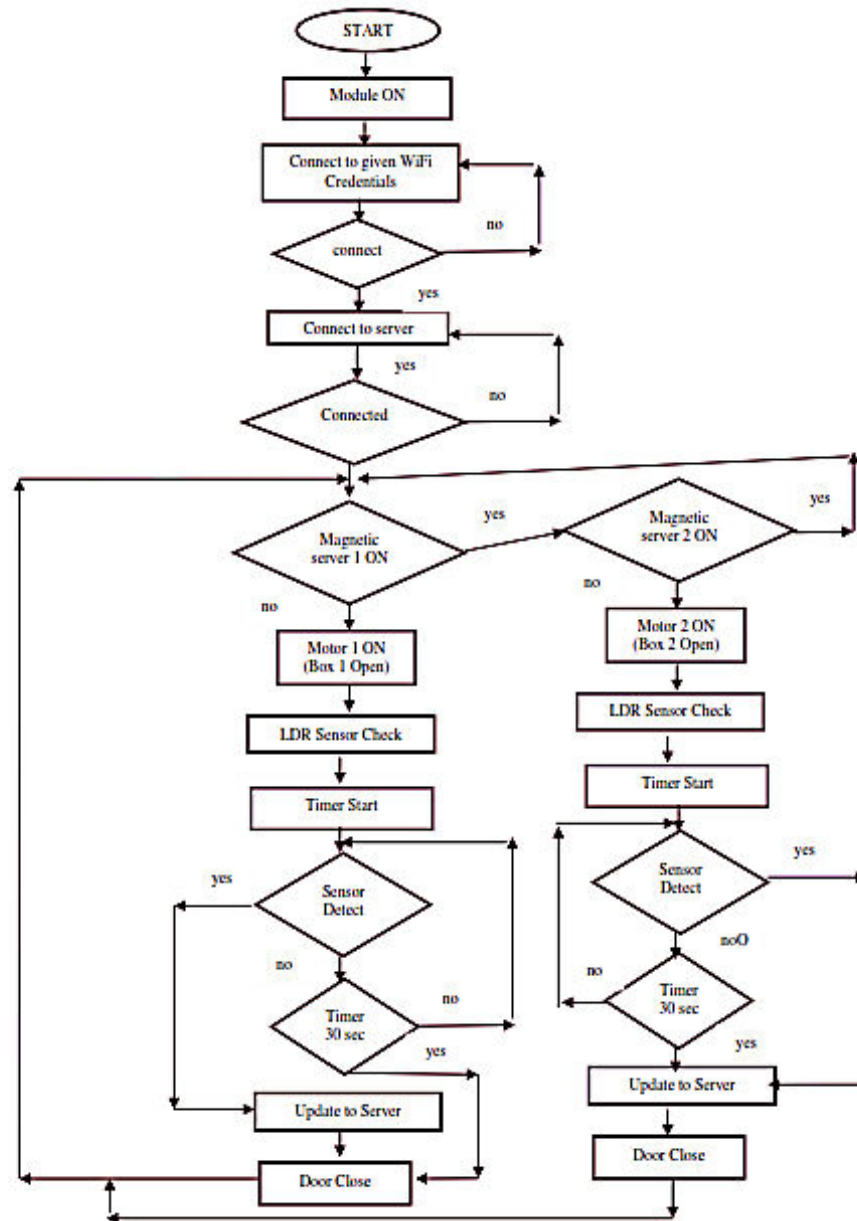 START
Module ON
Connect to given WiFi
Credentials
no
connect
yes
Connect to server
yes
no
Connected
yes
yes
Magnetic
server 1 ON
Magnetic
server 2 ON
no
no
Motor 1 ON
(Box 1 Open)
Motor 2 ON
(Box 2 Open)
LDR Sensor Check
LDR Sensor Check
Timer Start
Timer Start
yes
Sensor
Detect
Sensor
Detect
yes
no
noO
no
no
Timer
30 sec
Timer
30 sec
yes
yes
Update to Server
Update to Server
Door Close
Door Close